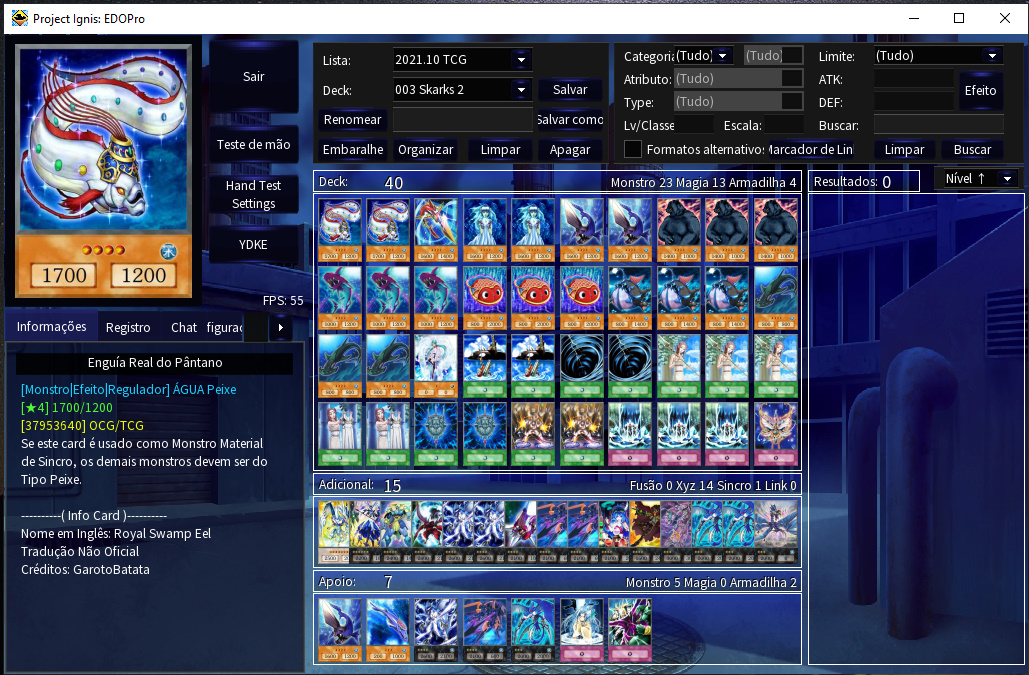 Project Ignis: EDOPro
1700
1200
Sair
Teste de mão
Hand Test
Settings
YDKE
FPS: 55
Informações
Registro
Chat
figurac
Enguía Real do Pântano
[Monstro|Efeito|Regulador] ÁGUA Peixe
[★4] 1700/1200
[37953640] OCG/TCG
Se este card é usado como Monstro Material
de Sincro, os demais monstros devem ser do
Tipo Peixe.
----------( Info Card )----------
Nome em Inglês: Royal Swamp Eel
Tradução Não Oficial
Créditos: GarotoBatata
Lista:
2021.10 TCG
Deck:
003 Skarks 2
Salvar
Renomear
Salvar como
Embaralhe
Organizar
Limpar
Apagar
Categoria
(Tudo)
(Tudo)
Limite:
(Tudo)
Atributo:
(Tudo)
ATK:
Efeito
Type:
(Tudo)
DEF:
Lv/Classe
Escala:
Buscar:
Formatos alternativos
Marcador de Lin
Limpar
Buscar
Deck: 40
Monstro 23 Magia 13 Armadilha 4
Resultados: 0
Nível ↑
Adicional: 15
Fusão 0 Xyz 14 Sincro 1 Link 0
Apoio: 7
Monstro 5 Magia 0 Armadilha 2